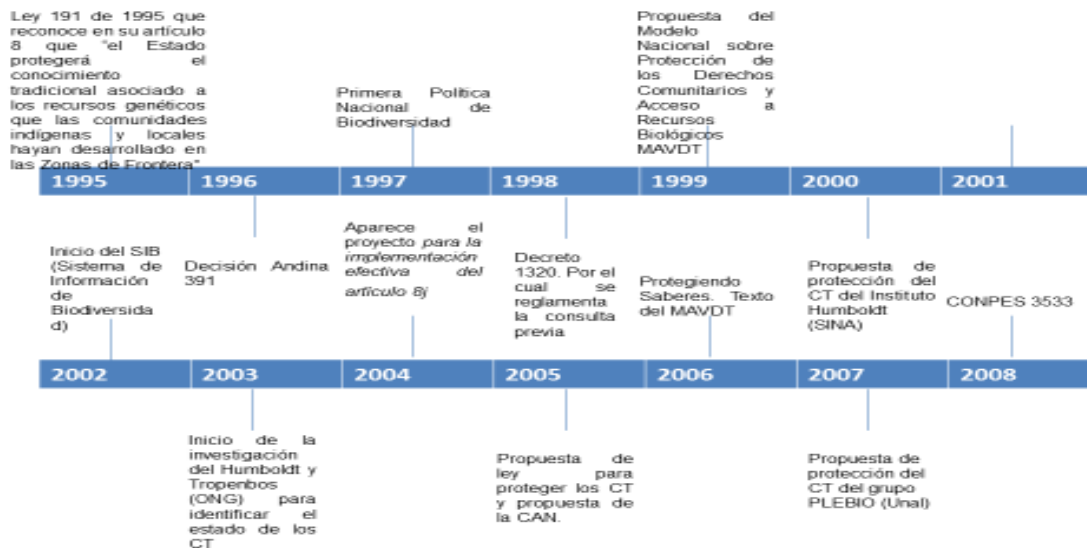 Ley 191 de 1995 que
reconoce en su artículo
8 que "el Estado
protegerá el
conocimiento
tradicional asociado a
los recursos genéticos
que las comunidades
indígenas y locales
hayan desarrollado en
las Zonas de Frontera"
Primera Política
Nacional de
Biodiversidad
Propuesta del
Modelo
Nacional sobre
Protección de
los Derechos
Comunitarios y
Acceso a
Recursos
Biológicos
MAVDT
1995 1996 1997 1998 1999 2000 2001
Inicio del SIB
(Sistema de
Información
de
Biodiversida
d)
Decisión Andina
391
Aparece el
proyecto para la
implementación
efectiva del
artículo 8j
Decreto
1320. Por el
cual se
reglamenta
la consulta
previa
Protegiendo
Saberes. Texto
del MAVDT
Propuesta de
protección del
CT del Instituto
Humboldt
(SINA)
CONPES 3533
2002 2003 2004 2005 2006 2007 2008
Inicio de la
investigación
del Humboldt y
Tropenbos
(ONG) para
identificar el
estado de los
CT
Propuesta de
ley para
proteger los CT
y propuesta de
la CAN.
Propuesta de
protección del
CT del grupo
PLEBIO (Unal)